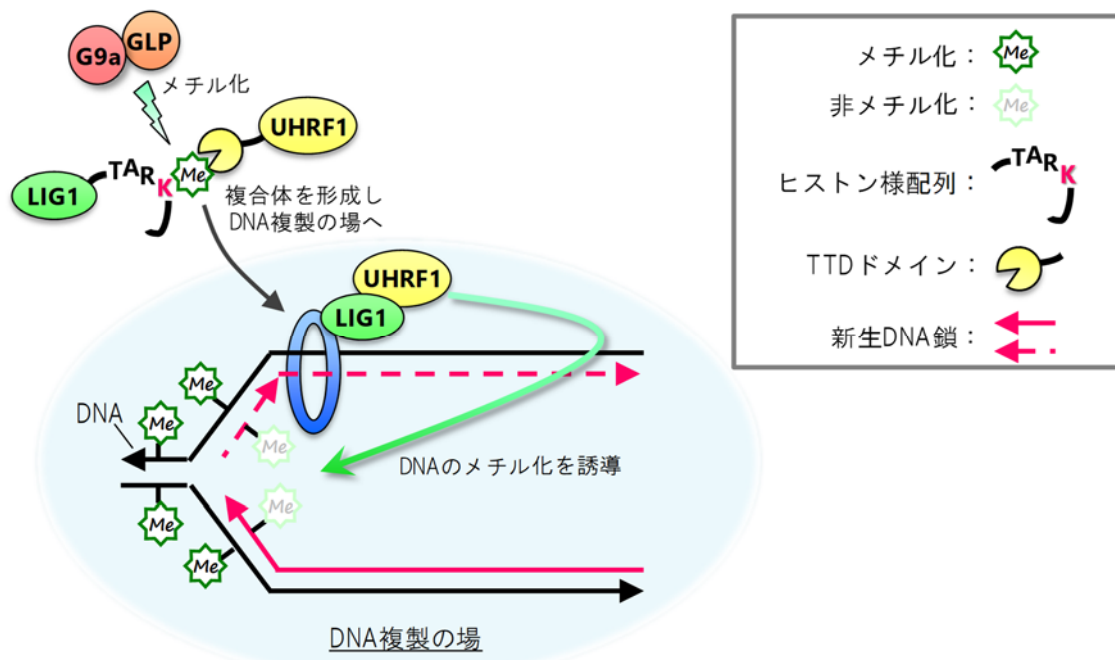 G9a
GLP
メチル化
UHRF1
TARK
Me
LIG1
複合体を形成し
DNA複製の場へ
UHRF1
LIG1
Me
DNA
Me
Me
DNAのメチル化を誘導
Me
Me
Me
DNA複製の場
メチル化：
Me
非メチル化：
Me
ヒストン様配列：
TARK
TTDドメイン：
新生DNA鎖：